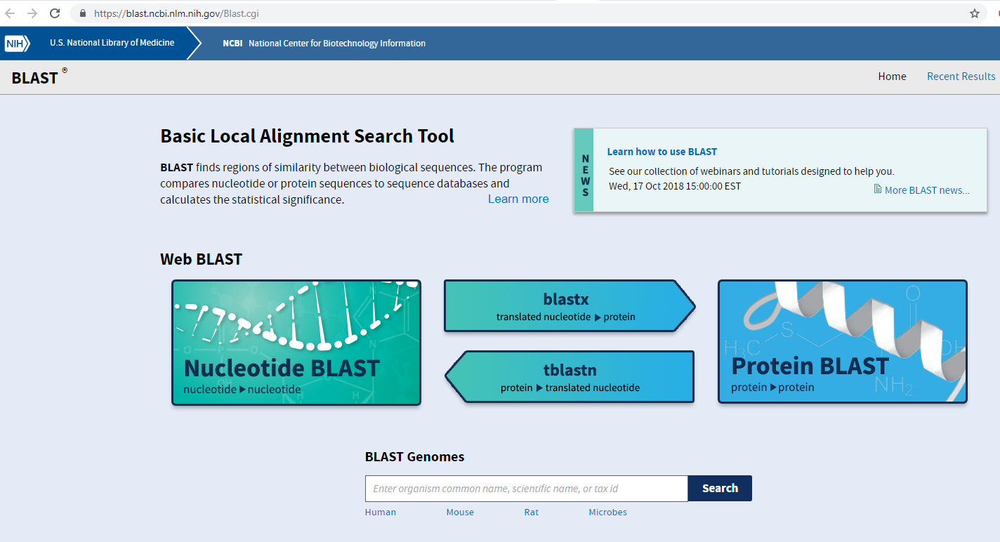 https://blast.ncbi.nlm.nih.gov/Blast.cgi
NIH U.S. National Library of Medicine NCBI National Center for Biotechnology Information
BLAST ® Home Recent Results
Basic Local Alignment Search Tool
BLAST finds regions of similarity between biological sequences. The program
compares nucleotide or protein sequences to sequence databases and
calculates the statistical significance. Learn more
NEWS
Learn how to use BLAST
See our collection of webinars and tutorials designed to help you.
Wed, 17 Oct 2018 15:00:00 EST
More BLAST news...
Web BLAST
Nucleotide BLAST
nucleotide ▶ nucleotide
blastx
translated nucleotide ▶ protein
tblastn
protein ▶ translated nucleotide
H₃C S O OH NH₂
Protein BLAST
protein ▶ protein
BLAST Genomes
Enter organism common name, scientific name, or tax id Search
Human Mouse Rat Microbes